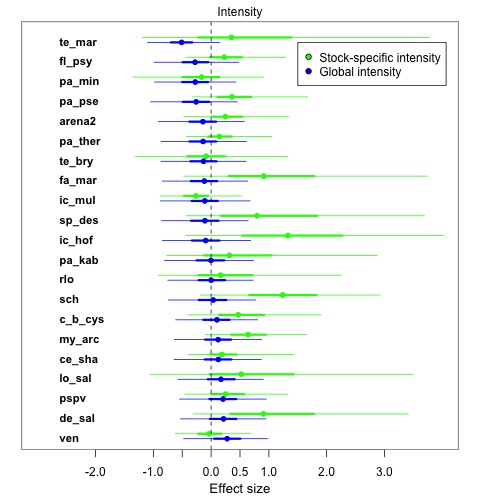 Intensity
te_mar
fl_psy
pa_min
pa_pse
arena2
pa_ther
te_bry
fa_mar
ic_mul
sp_des
ic_hof
pa_kab
rlo
sch
c_b_cys
my_arc
ce_sha
lo_sal
pspv
de_sal
ven
Stock-specific intensity
Global intensity
-2.0 -1.0 0.0 0.5 1.0 2.0 3.0
Effect size